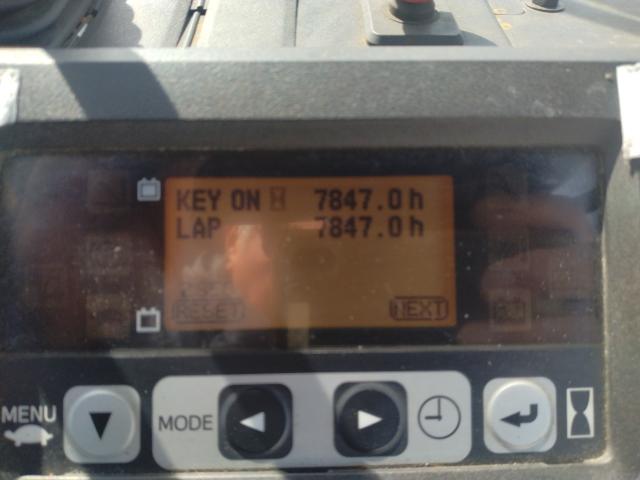 KEY ON 7847.0 h
LAP 7847.0 h
RESET NEXT
MENU MODE